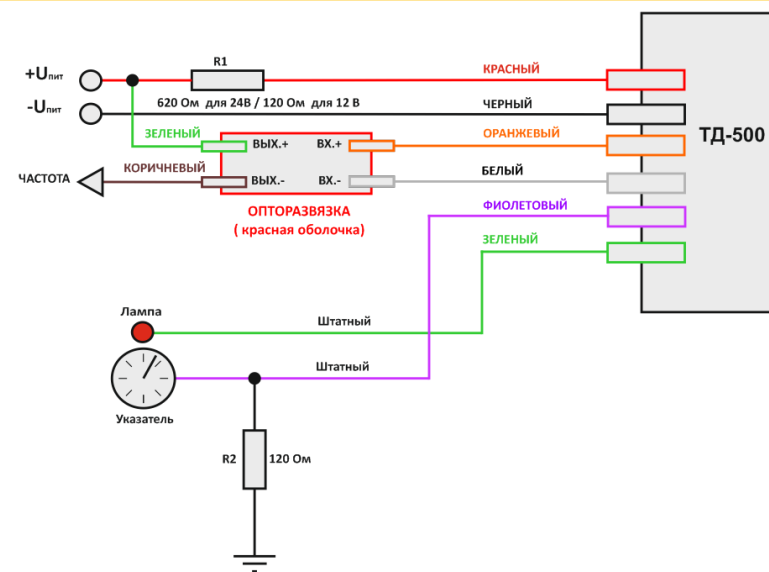 R1
+Uпит
КРАСНЫЙ
-Uпит
620 Ом для 24В / 120 Ом для 12 В
ЧЕРНЫЙ
ТД-500
ЗЕЛЕНЫЙ
ВЫХ.+ ВХ.+
ОРАНЖЕВЫЙ
КОРИЧНЕВЫЙ
БЕЛЫЙ
ЧАСТОТА
ВЫХ.- ВХ.-
ОПТОРАЗВЯЗКА
( красная оболочка)
ФИОЛЕТОВЫЙ
ЗЕЛЕНЫЙ
Лампа
Штатный
Штатный
Указатель
R2 120 Ом